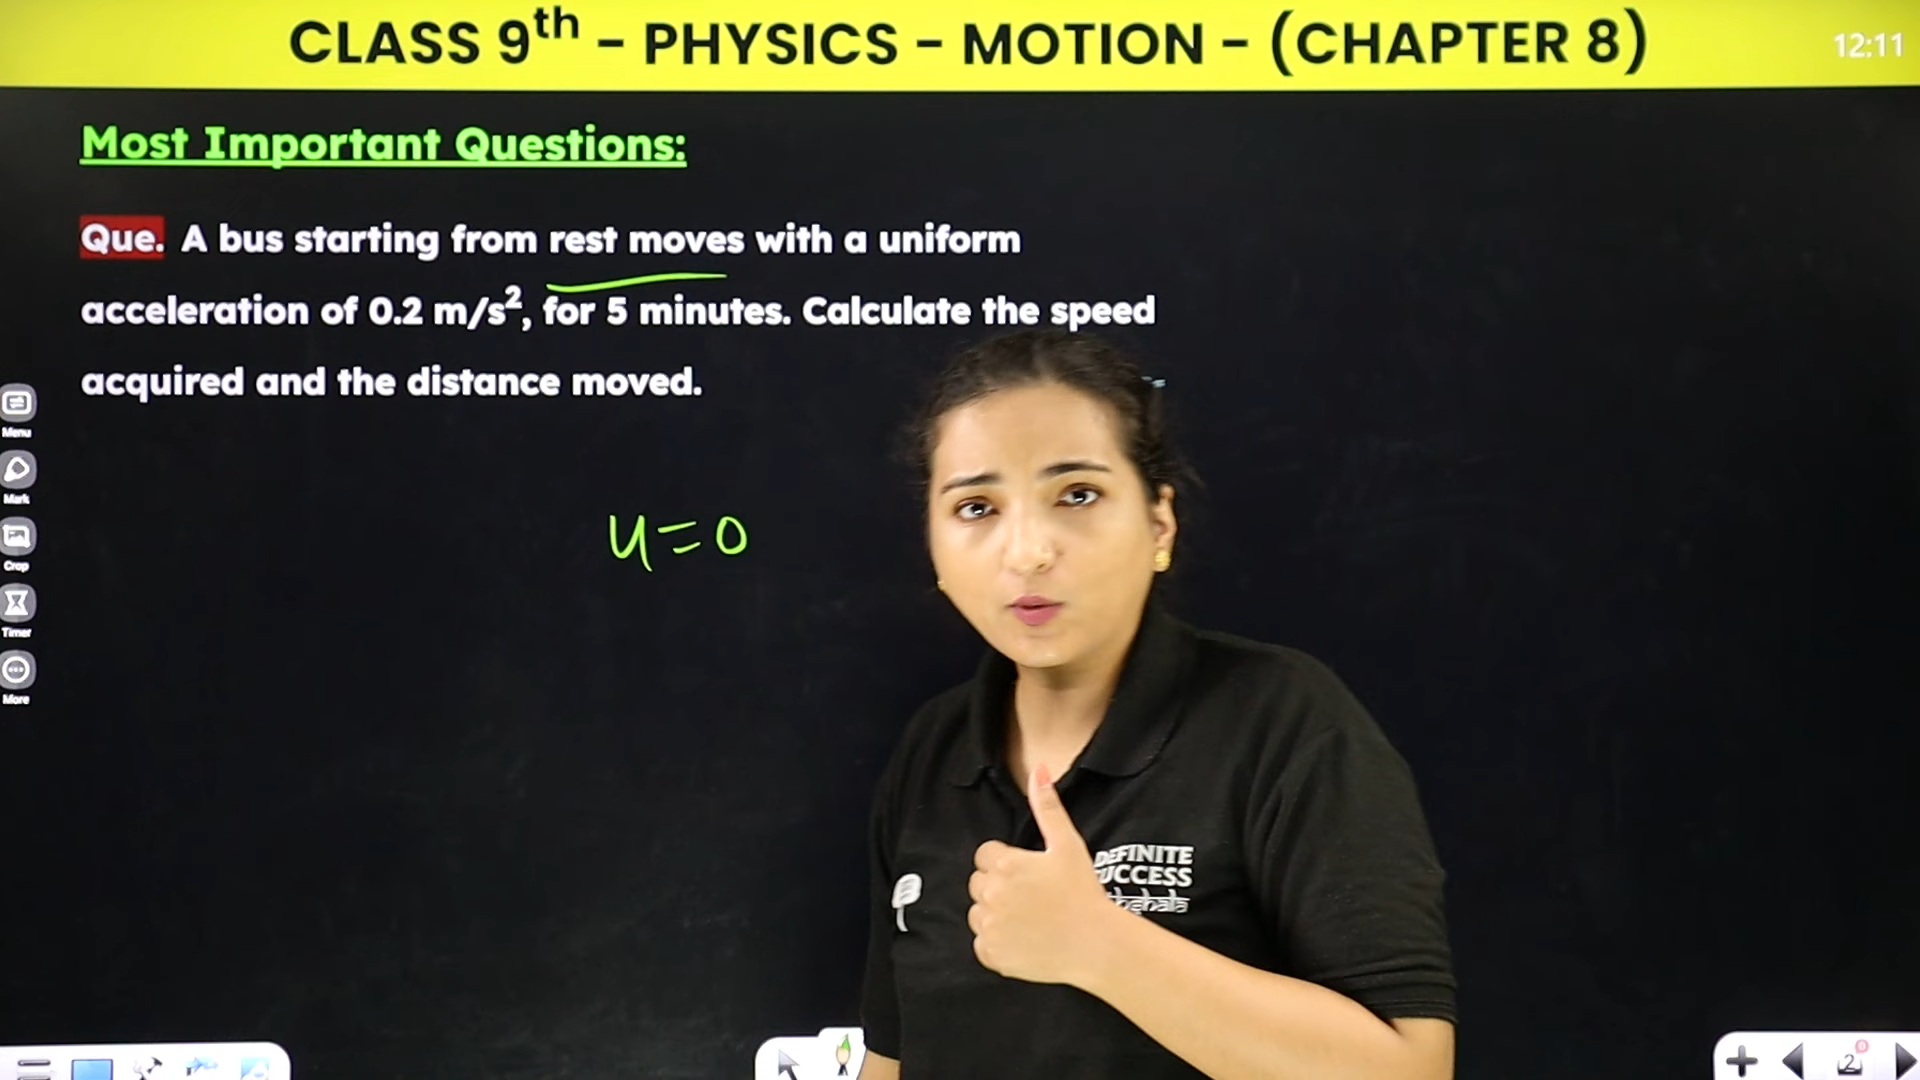 CLASS 9th - PHYSICS - MOTION - (CHAPTER 8)
12:11
Most Important Questions:
Que. A bus starting from rest moves with a uniform
acceleration of 0.2 m/s², for 5 minutes. Calculate the speed
acquired and the distance moved.
Menu
Mark
Crop
Timer
More
u=0
DEFINITE
SUCCESS
2